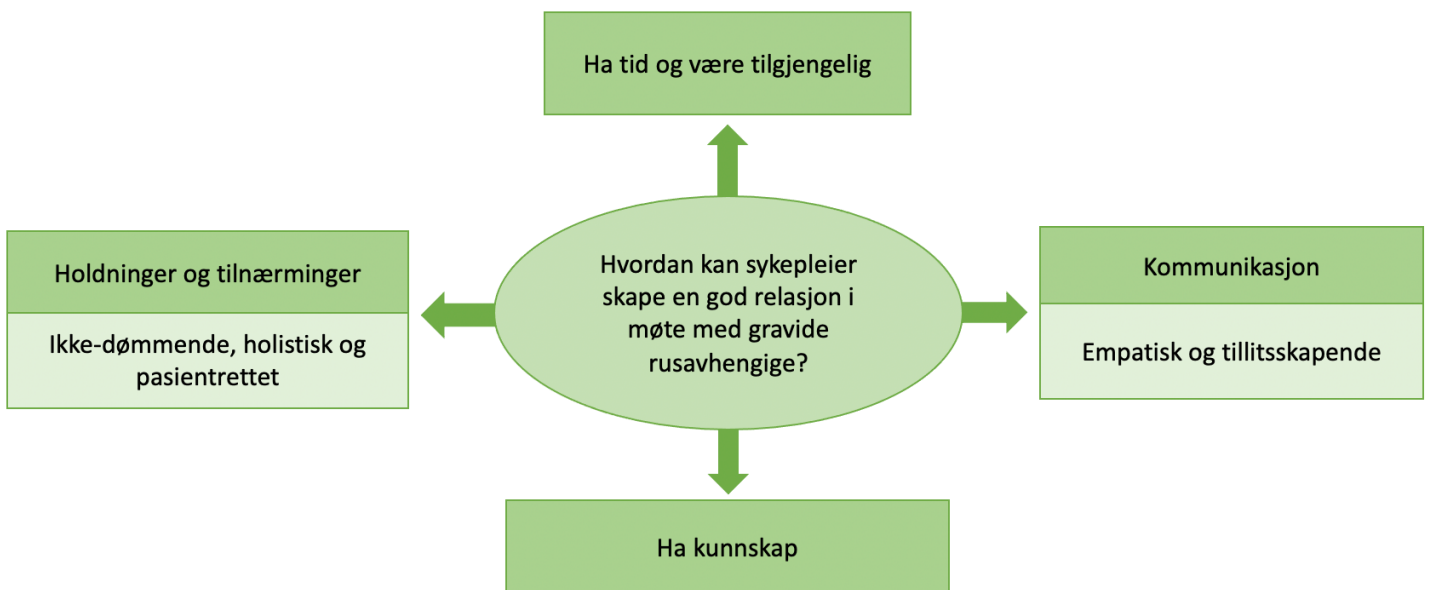 Ha tid og være tilgjengelig
Holdninger og tilnærminger
Ikke-dømmende, holistisk og
pasientrettet
Hvordan kan sykepleier
skape en god relasjon i
møte med gravide
rusavhengige?
Kommunikasjon
Empatisk og tillitsskapende
Ha kunnskap